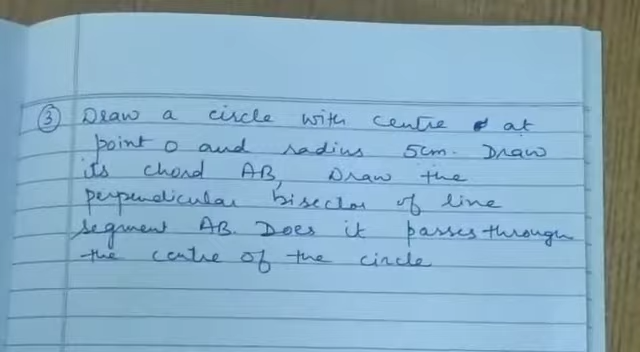 ③ Draw a circle with centre at
point O and radius 5cm. Draw
its chord AB, Draw the
perpendicular bisector of line
segment AB. Does it passes through
the centre of the circle